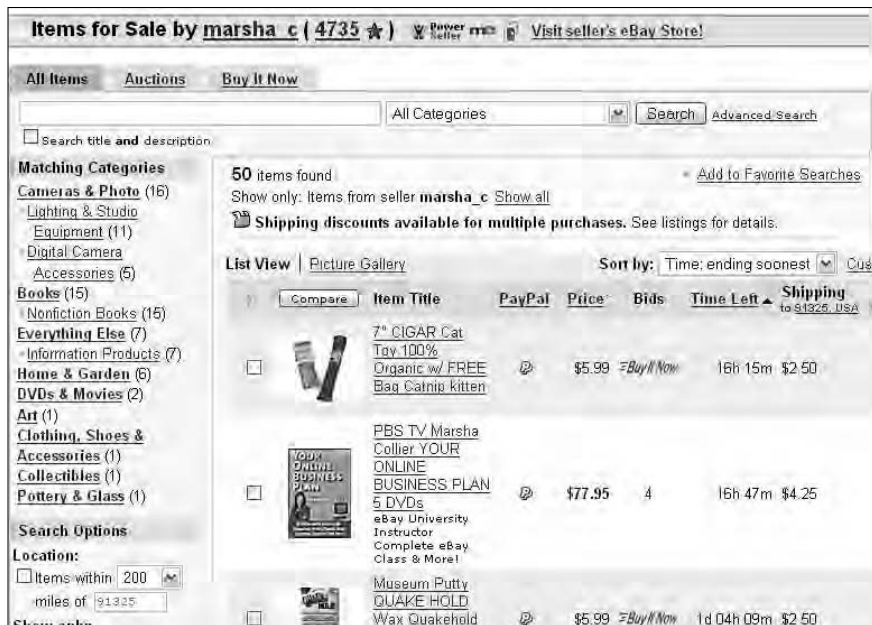 Items for Sale by marsha_c ( 4735 ) Power Seller me Visit seller's eBay Store!
All Items Auctions Buy It Now
All Categories Search Advanced Search
Search title and description
Matching Categories
Cameras & Photo (16)
Lighting & Studio
Equipment (11)
Digital Camera
Accessories (5)
Books (15)
Nonfiction Books (15)
Everything Else (7)
Information Products (7)
Home & Garden (6)
DVDs & Movies (2)
Art (1)
Clothing, Shoes &
Accessories (1)
Collectibles (1)
Pottery & Glass (1)
Search Options
Location:
Items within 200
miles of 91325
50 items found
Add to Favorite Searches
Show only: Items from seller marsha_c Show all
Shipping discounts available for multiple purchases. See listings for details.
List View | Picture Gallery Sort by: Time: ending soonest Cus
Compare Item Title PayPal Price Bids Time Left Shipping
to 91325, USA
7" CIGAR Cat
Toy 100%
Organic w/ FREE
Bag Catnip kitten
$5.99 Buy It Now 16h 15m $2.50
YOUR
ONLINE
BUSINESS
PLAN
PBS TV Marsha
Collier YOUR
ONLINE
BUSINESS PLAN
5 DVDs
eBay University
Instructor
Complete eBay
Class & More!
$77.95 4 16h 47m $4.25
Museum Putty
QUAKE HOLD
Wax Quakehold
$5.99 Buy It Now 1d 04h 09m $2.50